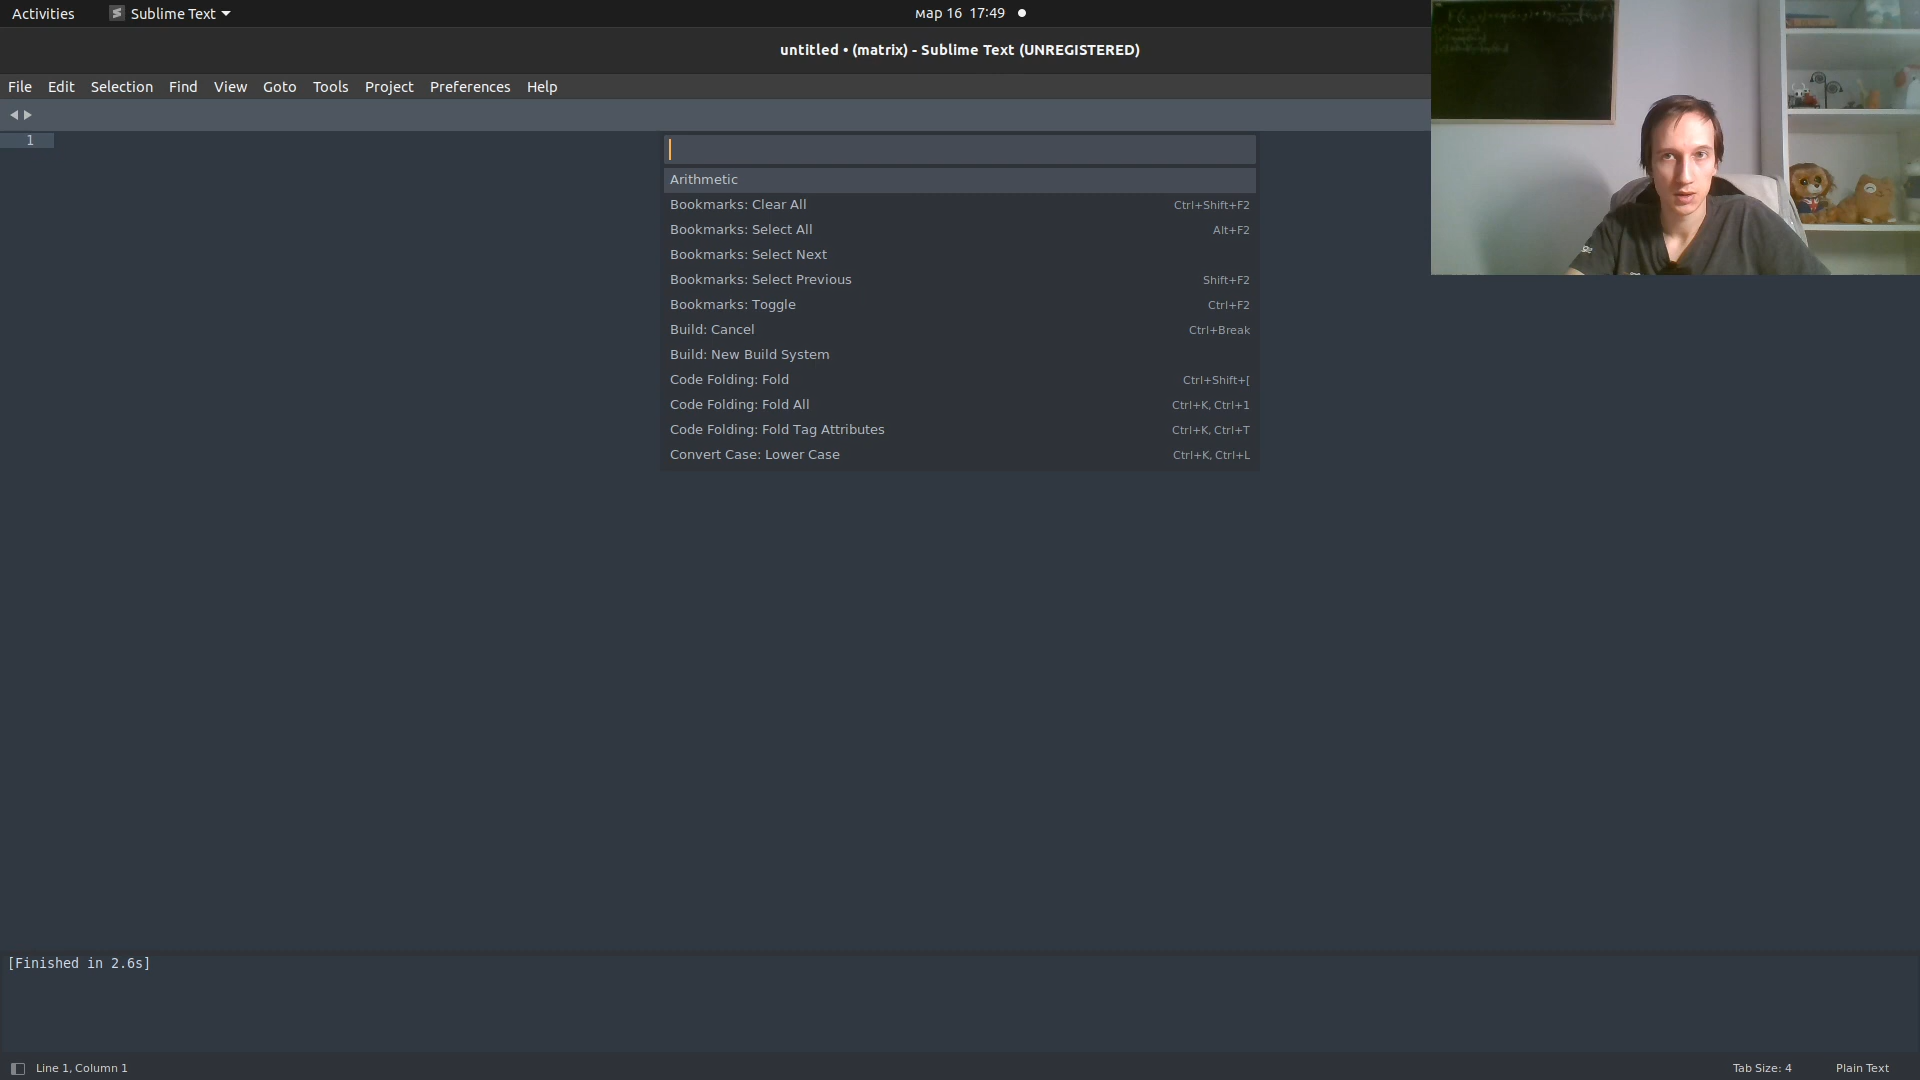 Activities
Sublime Text
мар 16 17:49
untitled • (matrix) - Sublime Text (UNREGISTERED)
File Edit Selection Find View Goto Tools Project Preferences Help
1
Arithmetic
Bookmarks: Clear All Ctrl+Shift+F2
Bookmarks: Select All Alt+F2
Bookmarks: Select Next
Bookmarks: Select Previous Shift+F2
Bookmarks: Toggle Ctrl+F2
Build: Cancel Ctrl+Break
Build: New Build System
Code Folding: Fold Ctrl+Shift+[
Code Folding: Fold All Ctrl+K, Ctrl+1
Code Folding: Fold Tag Attributes Ctrl+K, Ctrl+T
Convert Case: Lower Case Ctrl+K, Ctrl+L
[Finished in 2.6s]
Line 1, Column 1
Tab Size: 4
Plain Text